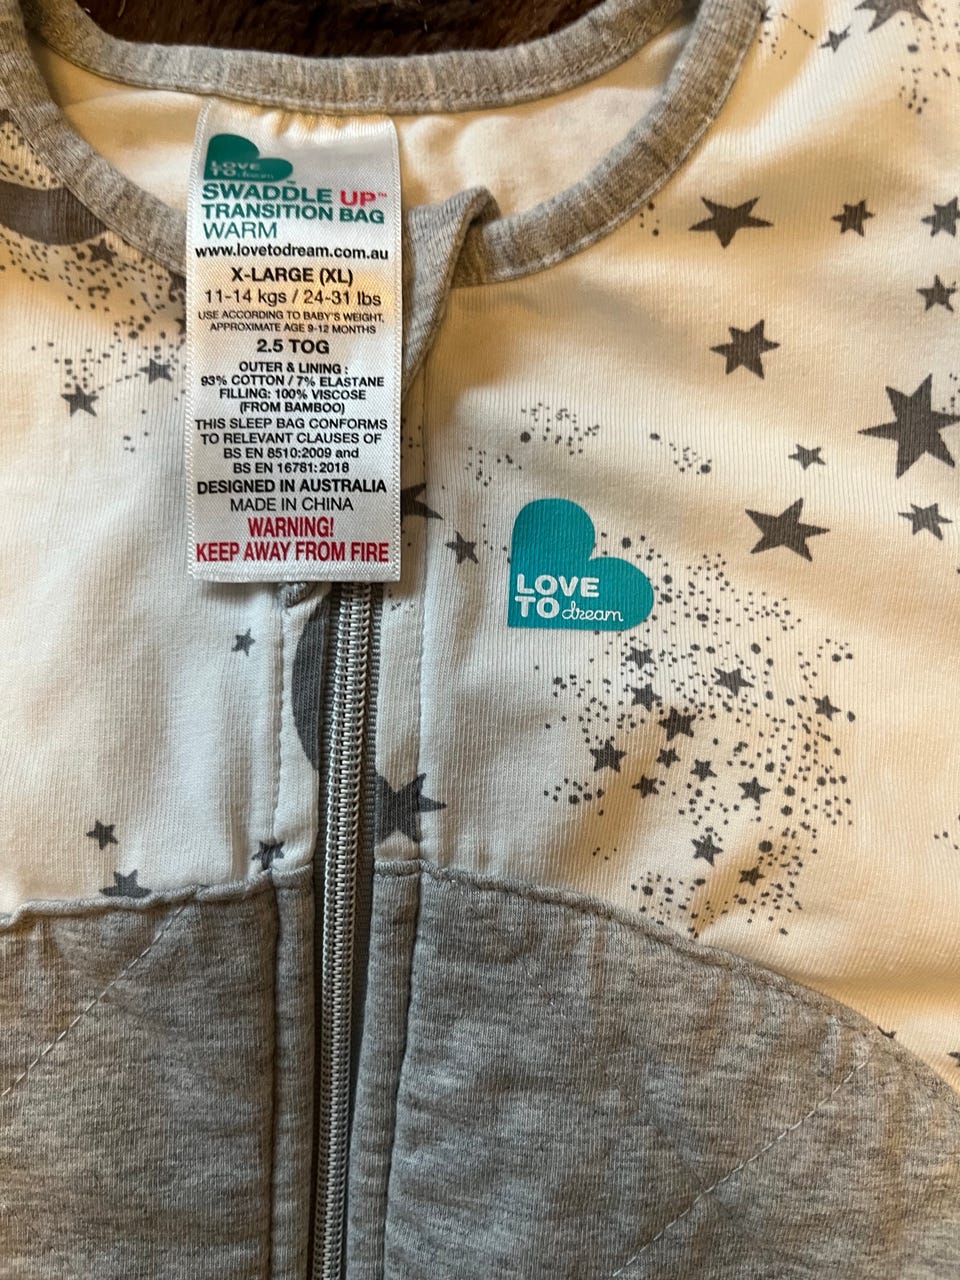 LOVE
TO dream
SWADDLE UP™
TRANSITION BAG
WARM
www.lovetodream.com.au
X-LARGE (XL)
11-14 kgs / 24-31 lbs
USE ACCORDING TO BABY'S WEIGHT,
APPROXIMATE AGE 9-12 MONTHS
2.5 TOG
OUTER & LINING :
93% COTTON / 7% ELASTANE
FILLING: 100% VISCOSE
(FROM BAMBOO)
THIS SLEEP BAG CONFORMS
TO RELEVANT CLAUSES OF
BS EN 8510:2009 and
BS EN 16781:2018
DESIGNED IN AUSTRALIA
MADE IN CHINA
WARNING!
KEEP AWAY FROM FIRE
LOVE
TO dream